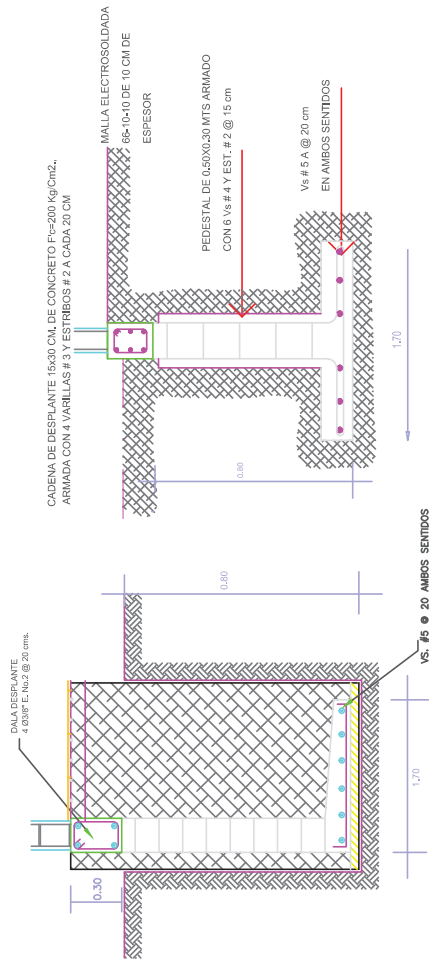 CADENA DE DESPLANTE 15x30 CM, DE CONCRETO F'c=200 Kg/Cm2.,
ARMADA CON 4 VARILLAS # 3 Y ESTRIBOS # 2 A CADA 20 CM
MALLA ELECTROSOLDADA
66-10-10 DE 10 CM DE
ESPESOR
PEDESTAL DE 0.50X0.30 MTS ARMADO
CON 6 Vs # 4 Y EST. # 2 @ 15 cm
Vs # 5 A @ 20 cm
EN AMBOS SENTIDOS
0.80
1.70
DALA DESPLANTE
4 Ø3/8" E. No.2 @ 20 cms.
0.30
0.80
1.70
VS. #5 @ 20 AMBOS SENTIDOS